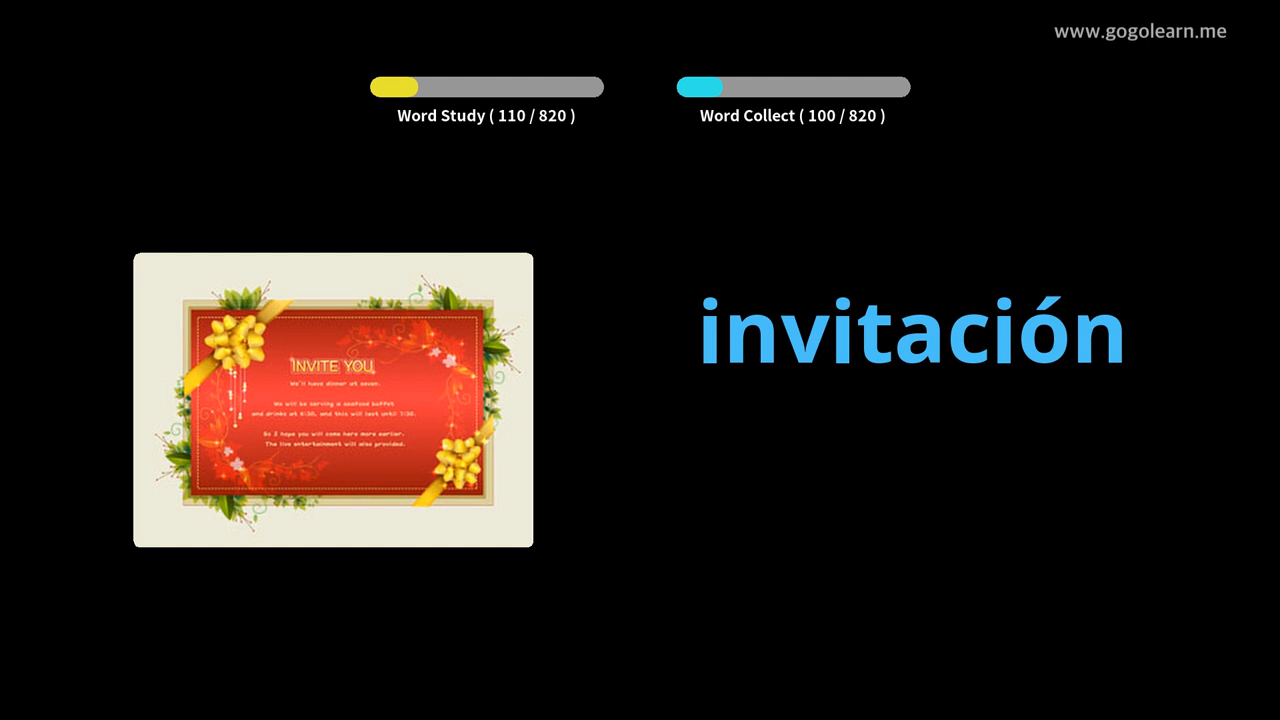 www.gogolearn.me
Word Study ( 110 / 820 )
Word Collect ( 100 / 820 )
invitación
INVITE YOU
We'll have dinner at seven.
We will be serving a seafood buffet
and drinks at 6:30, and this will last until 7:30.
So I hope you will come here more earlier.
The live entertainment will also provided.